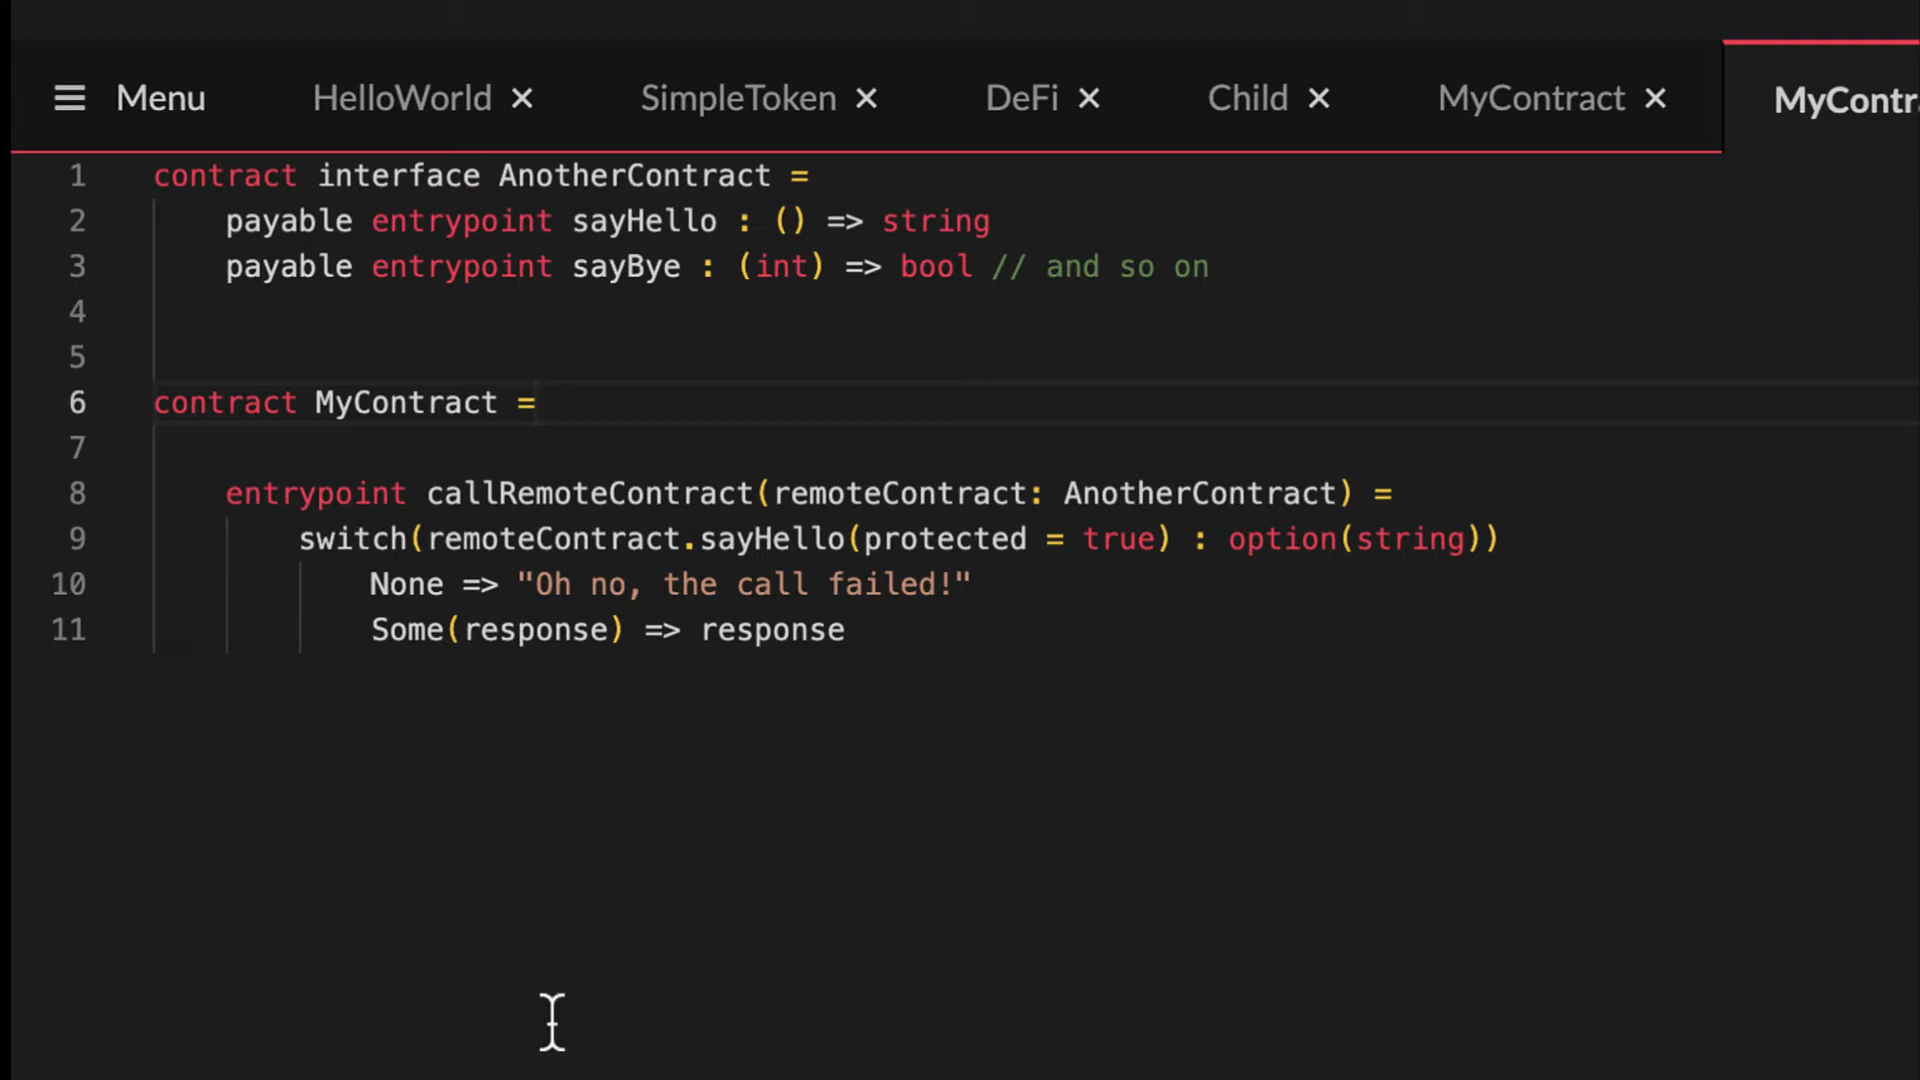 Menu HelloWorld × SimpleToken × DeFi × Child × MyContract × MyContr
1 contract interface AnotherContract =
2 payable entrypoint sayHello : () => string
3 payable entrypoint sayBye : (int) => bool // and so on
4
5
6 contract MyContract =
7
8 entrypoint callRemoteContract(remoteContract: AnotherContract) =
9 switch(remoteContract.sayHello(protected = true) : option(string))
10 None => "Oh no, the call failed!"
11 Some(response) => response